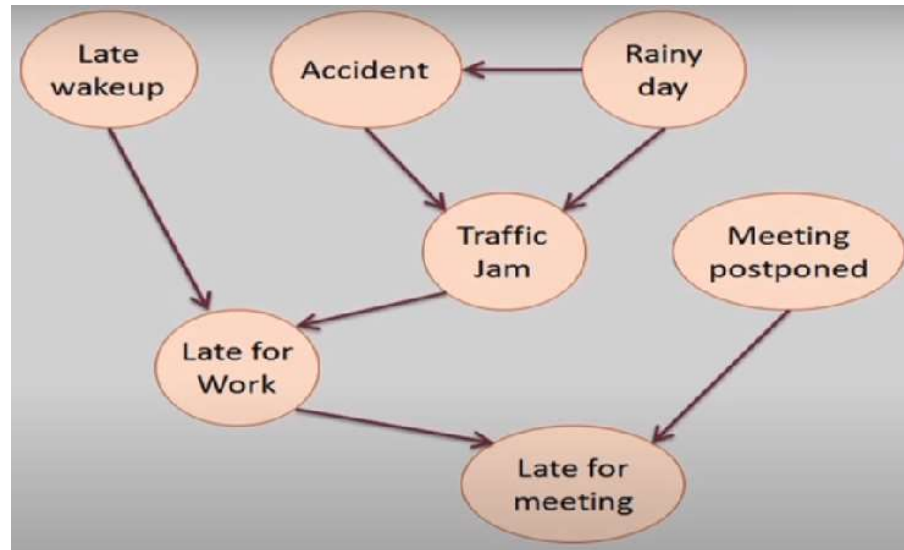 Late
wakeup
Accident
Rainy
day
Traffic
Jam
Meeting
postponed
Late for
Work
Late for
meeting